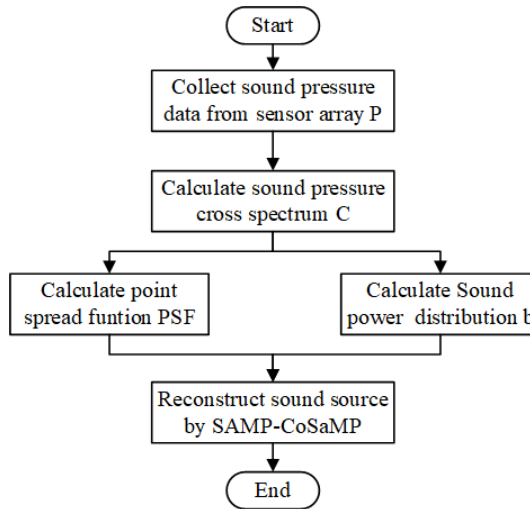 Start
Collect sound pressure
data from sensor array P
Calculate sound pressure
cross spectrum C
Calculate point
spread funtion PSF
Calculate Sound
power distribution b
Reconstruct sound source
by SAMP-CoSaMP
End